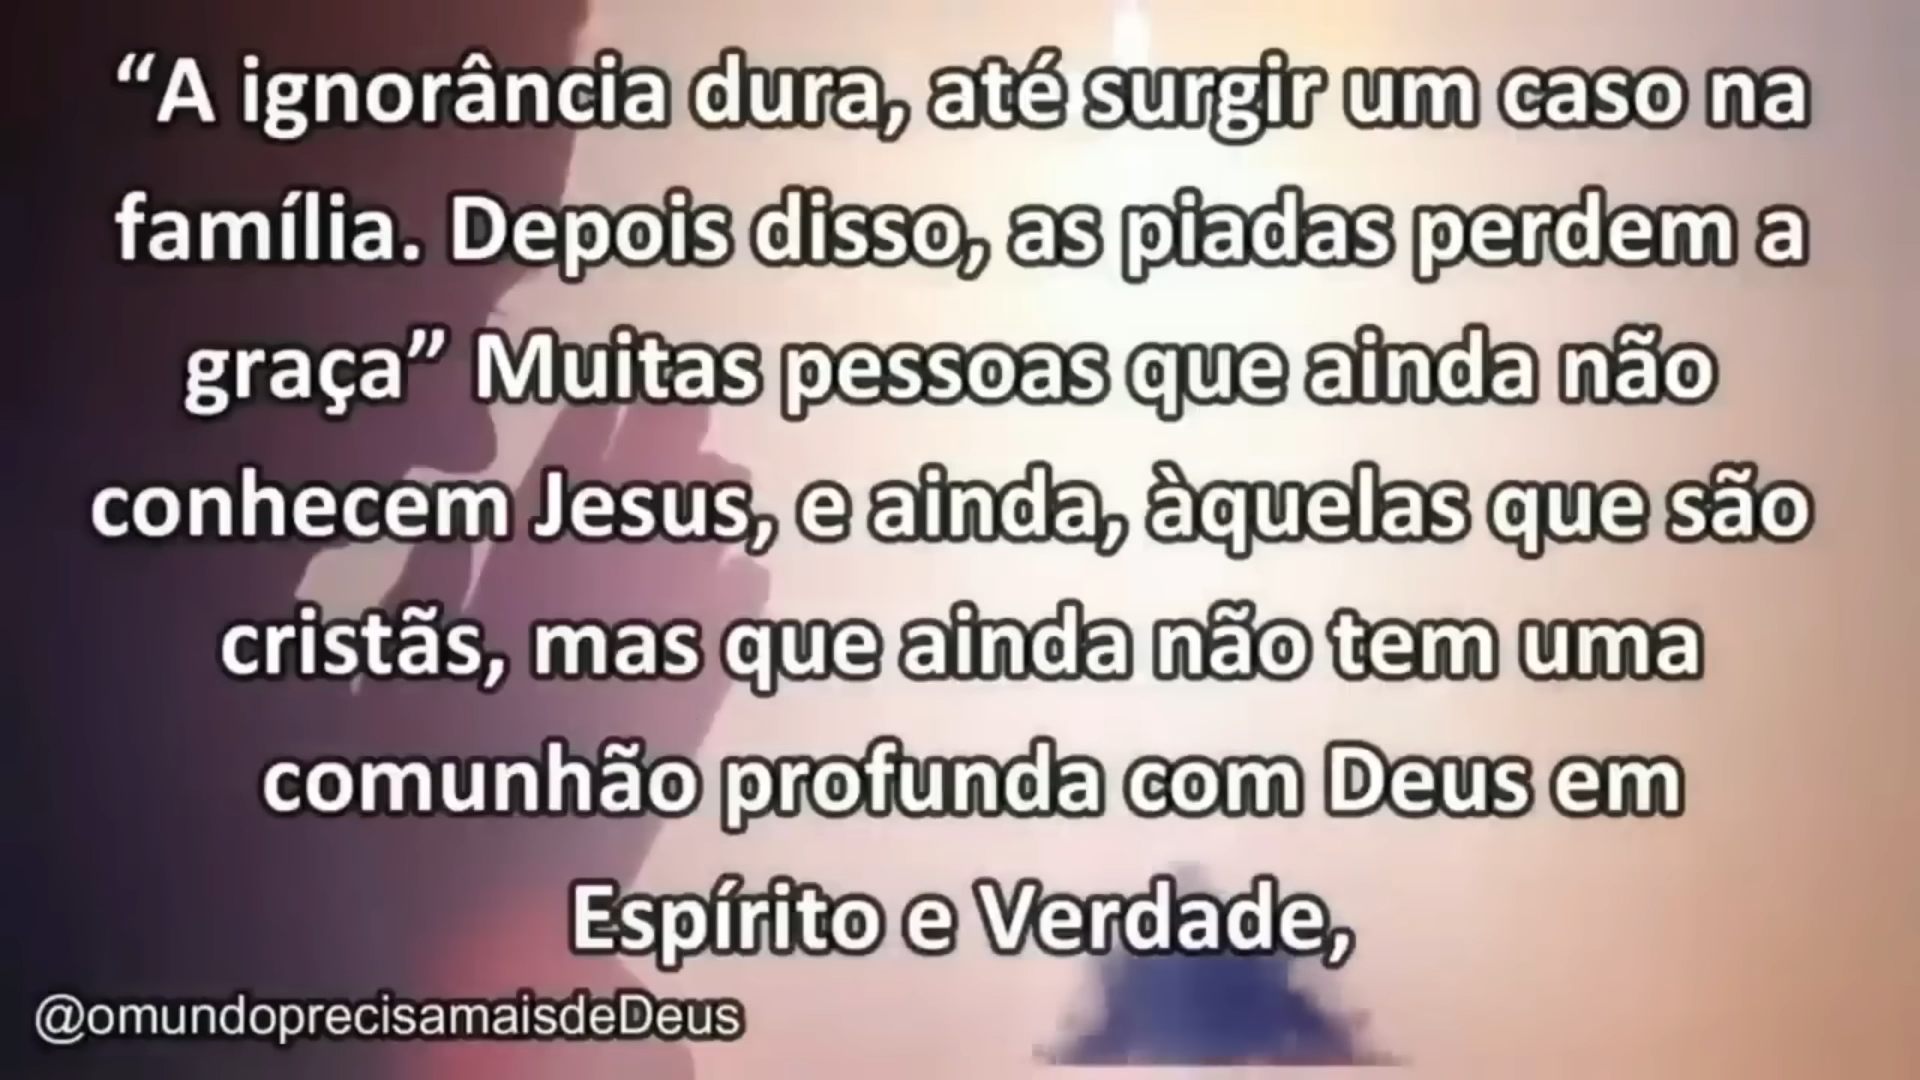 “A ignorância dura, até surgir um caso na
família. Depois disso, as piadas perdem a
graça” Muitas pessoas que ainda não
conhecem Jesus, e ainda, àquelas que são
cristãs, mas que ainda não tem uma
comunhão profunda com Deus em
Espírito e Verdade,
@omundoprecisamaisdeDeus